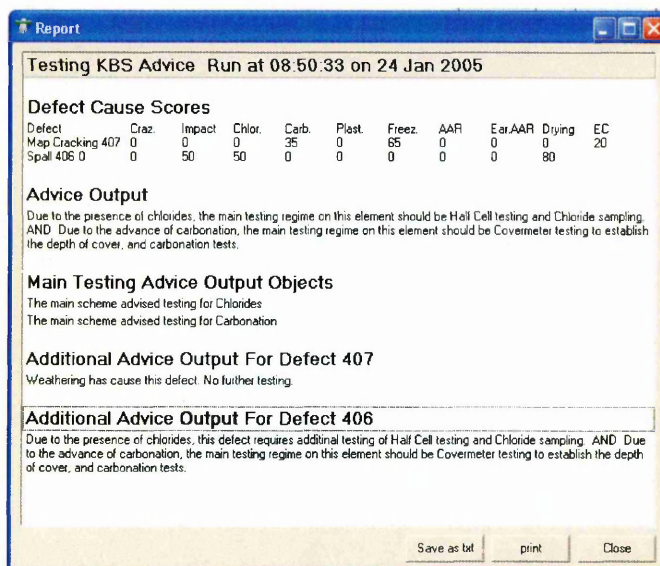 Report
Testing KBS Advice Run at 08:50:33 on 24 Jan 2005
Defect Cause Scores
Defect Craz. Impact Chlor. Carb. Plast. Freez. AAR Ear.AAR Drying EC
Map Cracking 407 0 0 0 35 0 65 0 0 0 20
Spall 406 0 0 50 50 0 0 0 0 0 80
Advice Output
Due to the presence of chlorides, the main testing regime on this element should be Half Cell testing and Chloride sampling.
AND Due to the advance of carbonation, the main testing regime on this element should be Covermeter testing to establish
the depth of cover, and carbonation tests.
Main Testing Advice Output Objects
The main scheme advised testing for Chlorides
The main scheme advised testing for Carbonation
Additional Advice Output For Defect 407
Weathering has cause this defect. No further testing.
Additional Advice Output For Defect 406
Due to the presence of chlorides, this defect requires additinal testing of Half Cell testing and Chloride sampling. AND Due
to the advance of carbonation, the main testing regime on this element should be Covermeter testing to establish the depth
of cover, and carbonation tests.
Save as txt print Close